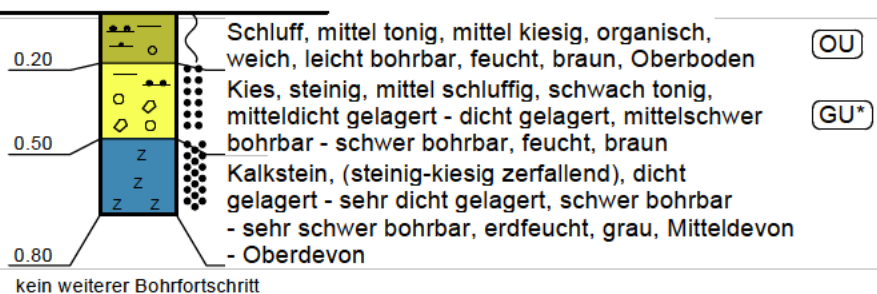 Schluff, mittel tonig, mittel kiesig, organisch,
0.20 weich, leicht bohrbar, feucht, braun, Oberboden
OU
Kies, steinig, mittel schluffig, schwach tonig,
mitteldicht gelagert - dicht gelagert, mittelschwer
GU*
0.50 bohrbar - schwer bohrbar, feucht, braun
z
z
z z
Kalkstein, (steinig-kiesig zerfallend), dicht
gelagert - sehr dicht gelagert, schwer bohrbar
- sehr schwer bohrbar, erdfeucht, grau, Mitteldevon
0.80 - Oberdevon
kein weiterer Bohrfortschritt